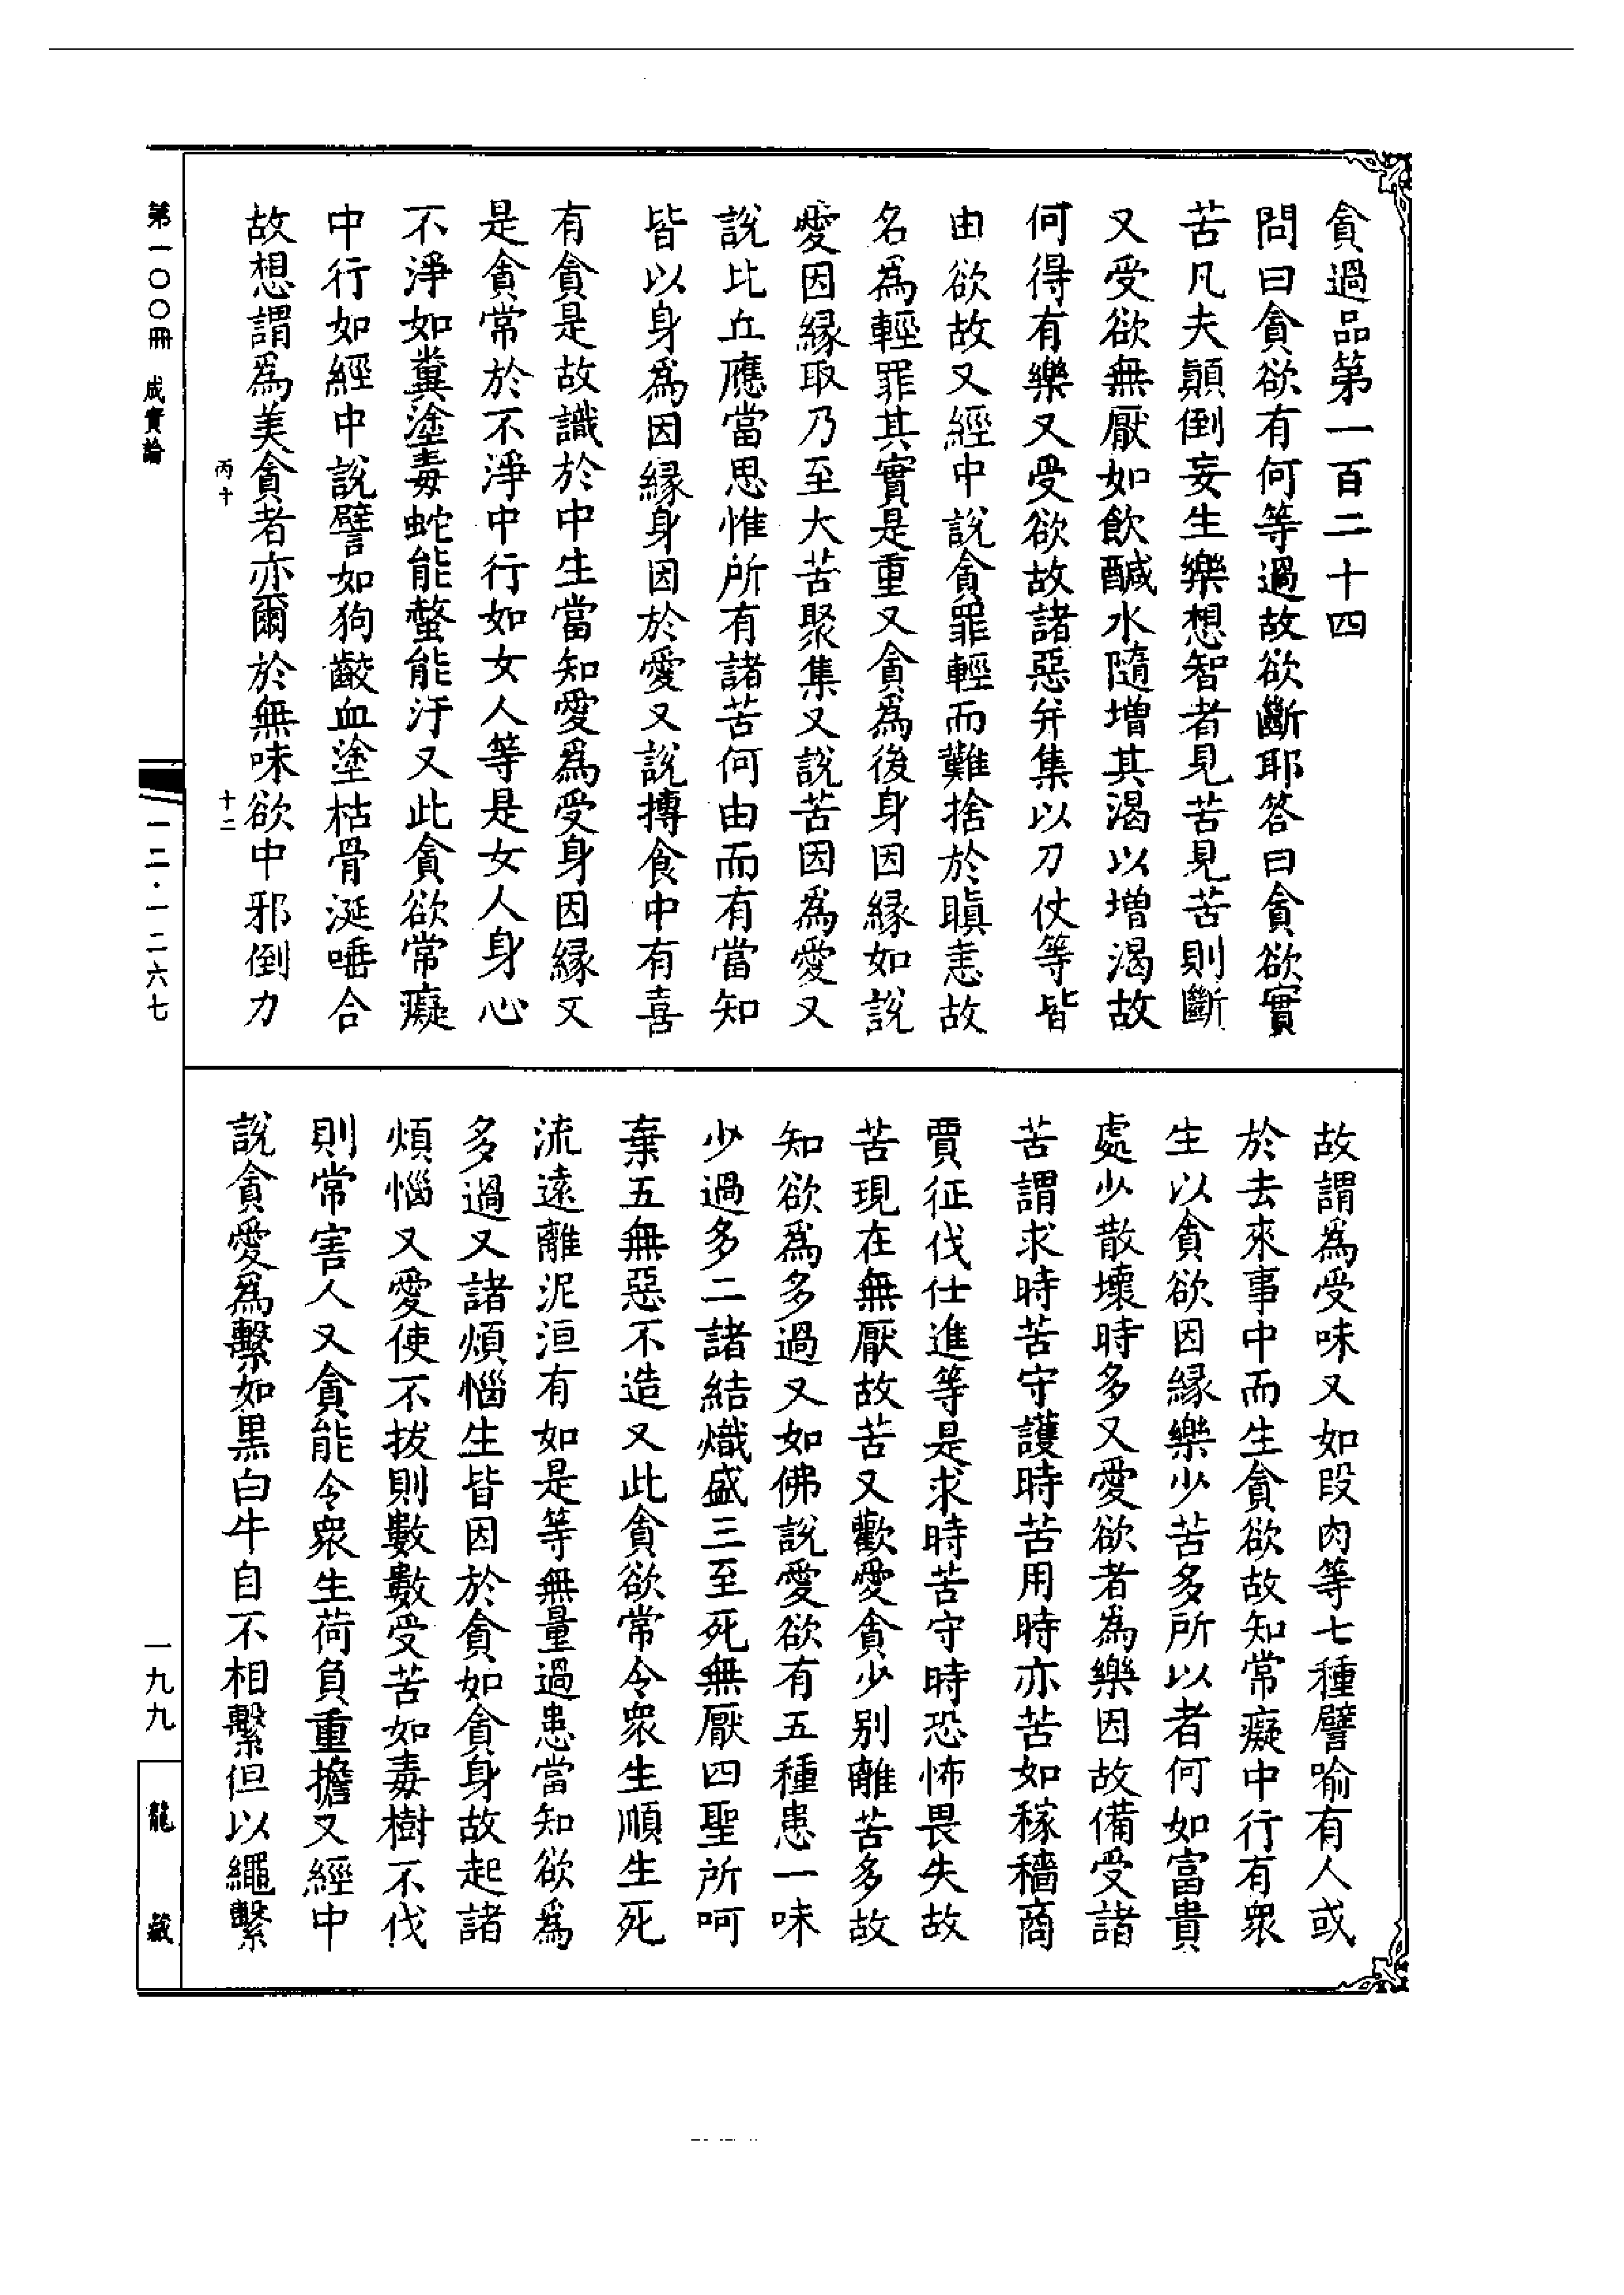 貪過品第一百二十四
問曰貪欲有何等過故欲斷耶答曰貪欲實
苦凡夫顛倒妄生樂想智者見苦見苦則斷
又受欲無厭如飲鹹水隨增其渴以增渴故
何得有樂又受欲故諸惡并集以刀仗等皆
由欲故又經中說貪罪輕而難捨於瞋恚故
名為輕罪其實是重又貪為後身因緣如說
愛因緣取乃至大苦聚集又說苦因為愛又
說比丘應當思惟所有諸苦何由而有當知
皆以身為因緣身因於愛又說摶食中有喜
有貪是故識於中生當知愛為受身因緣又
是貪常於不淨中行如女人等是女人身心
不淨如糞塗毒蛇能螫能汙又此貪欲常癡
中行如經中說譬如狗齩血塗枯骨涎唾合
故想謂為美貪者亦爾於無味欲中邪倒力
故謂為受味又如段肉等七種譬喻有人或
於去來事中而生貪欲故知常癡中行有眾
生以貪欲因緣樂少苦多所以者何如富貴
處少散壞時多又愛欲者為樂因故備受諸
苦謂求時苦守護時苦用時亦苦如稼穡商
賈征伐仕進等是求時苦守時恐怖畏失故
苦現在無厭故苦又歡愛貪少別離苦多故
知欲為多過又如佛說愛欲有五種患一味
少過多二諸結熾盛三至死無厭四聖所呵
棄五無惡不造又此貪欲常令眾生順生死
流遠離泥洹有如是等無量過患當知欲為
多過又諸煩惱生皆因於貪如貪身故起諸
煩惱又愛使不拔則數數受苦如毒樹不伐
則常害人又貪能令眾生荷負重擔又經中
說貪愛為繫如黑白牛自不相繫但以繩繫
丙十
十二
第一〇〇冊 成實論
一二·一二六七
一九九
龍藏